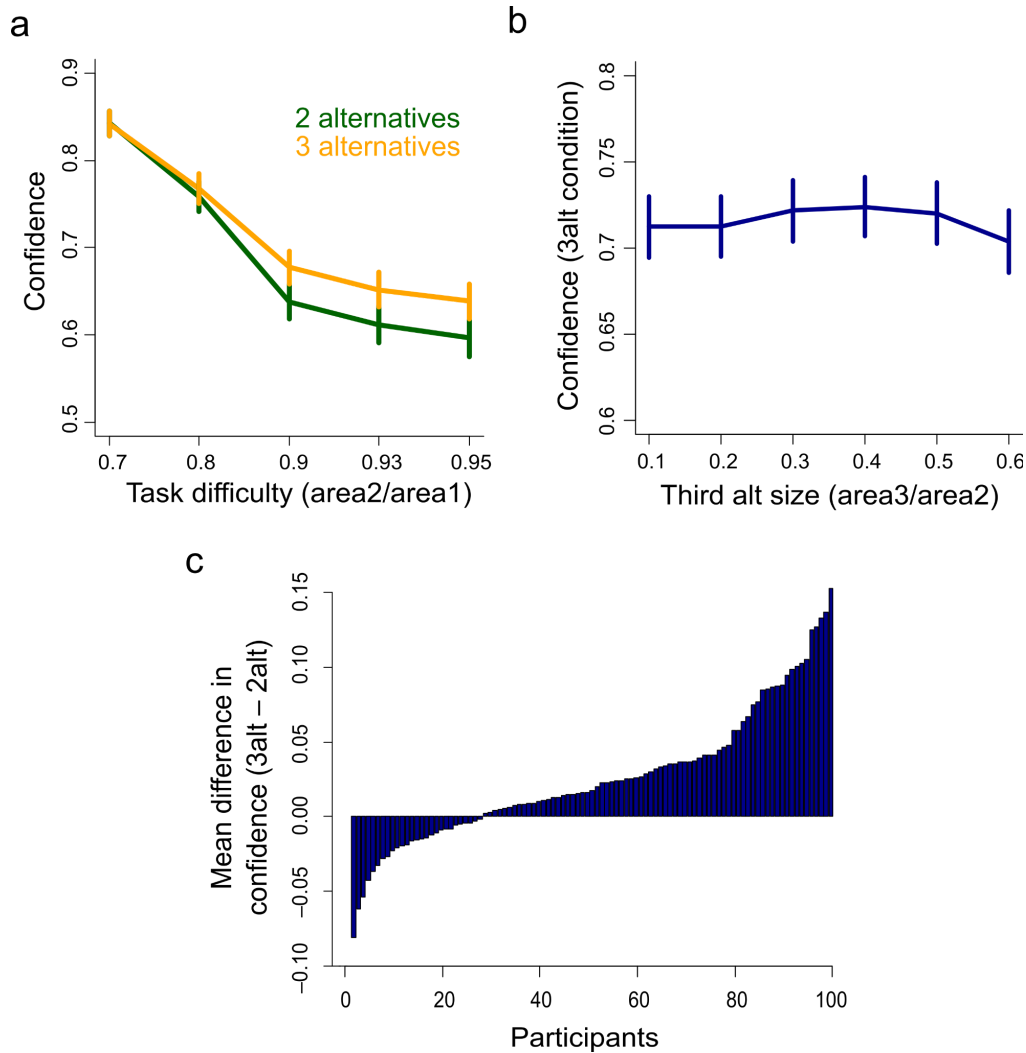 a
0.9
0.8
0.7
0.6
0.5
Confidence
2 alternatives
3 alternatives
0.7 0.8 0.9 0.93 0.95
Task difficulty (area2/area1)
b
0.8
0.75
0.7
0.65
0.6
Confidence (3alt condition)
0.1 0.2 0.3 0.4 0.5 0.6
Third alt size (area3/area2)
c
0.15
0.10
0.05
0.00
−0.05
−0.10
Mean difference in
confidence (3alt – 2alt)
0 20 40 60 80 100
Participants